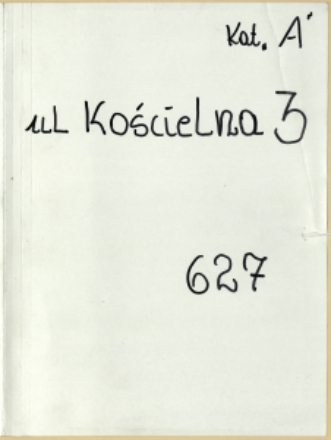 Kat. A'
ul Kościelna 3
627